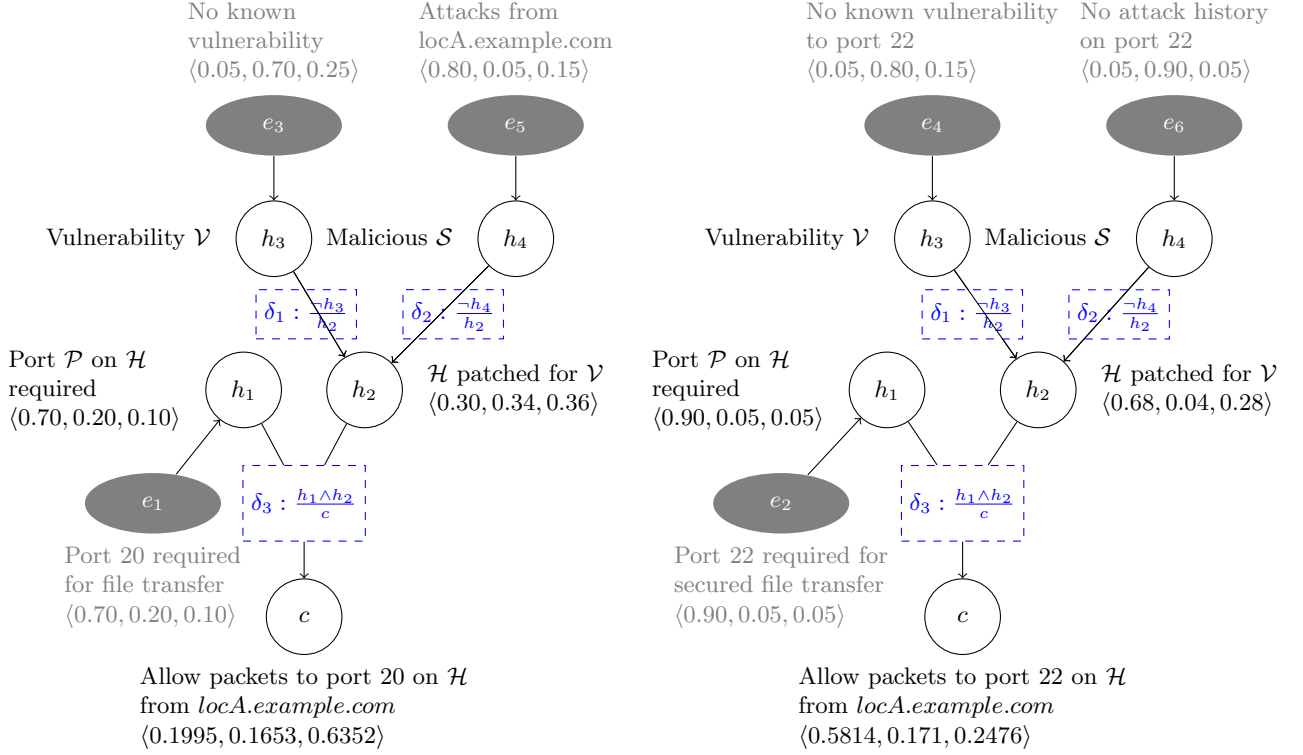 No known
vulnerability
⟨0.05, 0.70, 0.25⟩
Attacks from
locA.example.com
⟨0.80, 0.05, 0.15⟩
e₃
e₅
Vulnerability 𝒱
h₃
Malicious 𝒮
h₄
δ₁ : ¬h₃/h₂
δ₂ : ¬h₄/h₂
Port 𝒫 on ℋ
required
⟨0.70, 0.20, 0.10⟩
h₁
h₂
ℋ patched for 𝒱
⟨0.30, 0.34, 0.36⟩
e₁
δ₃ : h₁∧h₂/c
Port 20 required
for file transfer
⟨0.70, 0.20, 0.10⟩
c
Allow packets to port 20 on ℋ
from locA.example.com
⟨0.1995, 0.1653, 0.6352⟩
No known vulnerability
to port 22
⟨0.05, 0.80, 0.15⟩
No attack history
on port 22
⟨0.05, 0.90, 0.05⟩
e₄
e₆
Vulnerability 𝒱
h₃
Malicious 𝒮
h₄
δ₁ : ¬h₃/h₂
δ₂ : ¬h₄/h₂
Port 𝒫 on ℋ
required
⟨0.90, 0.05, 0.05⟩
h₁
h₂
ℋ patched for 𝒱
⟨0.68, 0.04, 0.28⟩
e₂
δ₃ : h₁∧h₂/c
Port 22 required for
secured file transfer
⟨0.90, 0.05, 0.05⟩
c
Allow packets to port 22 on ℋ
from locA.example.com
⟨0.5814, 0.171, 0.2476⟩